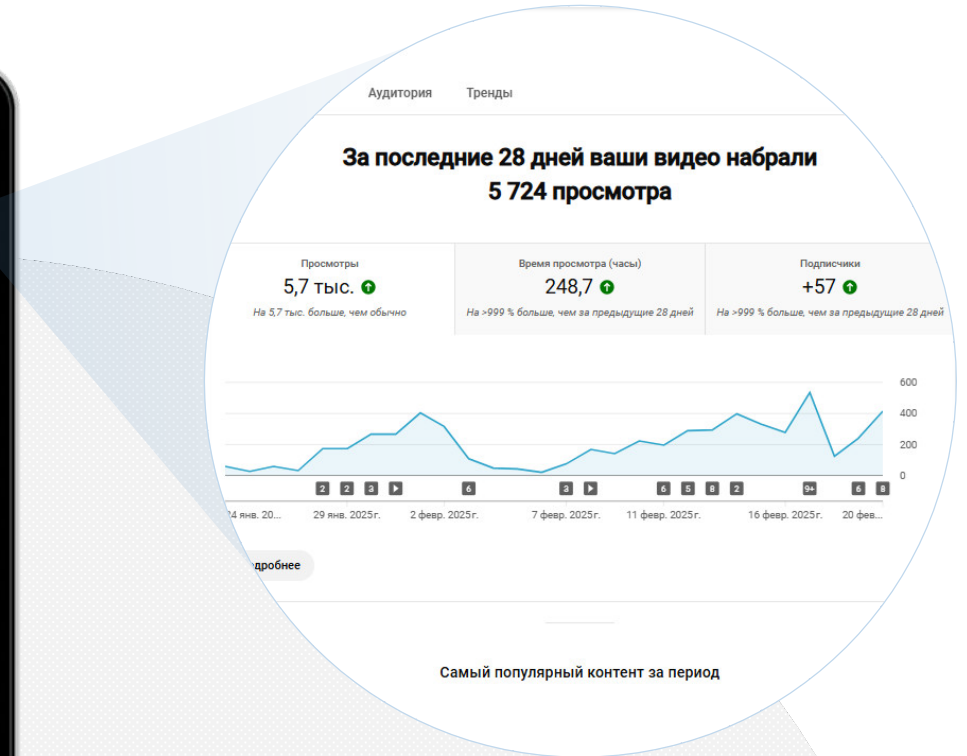 Аудитория Тренды
За последние 28 дней ваши видео набрали
5 724 просмотра
Просмотры Время просмотра (часы) Подписчики
5,7 тыс. 248,7 +57
На 5,7 тыс. больше, чем обычно На >999 % больше, чем за предыдущие 28 дней На >999 % больше, чем за предыдущие 28 дней
600
400
200
0
2 2 3 6 3 6 5 8 2 9+ 6 8
24 янв. 20... 29 янв. 2025 г. 2 февр. 2025 г. 7 февр. 2025 г. 11 февр. 2025 г. 16 февр. 2025 г. 20 фев...
дробнее
Самый популярный контент за период